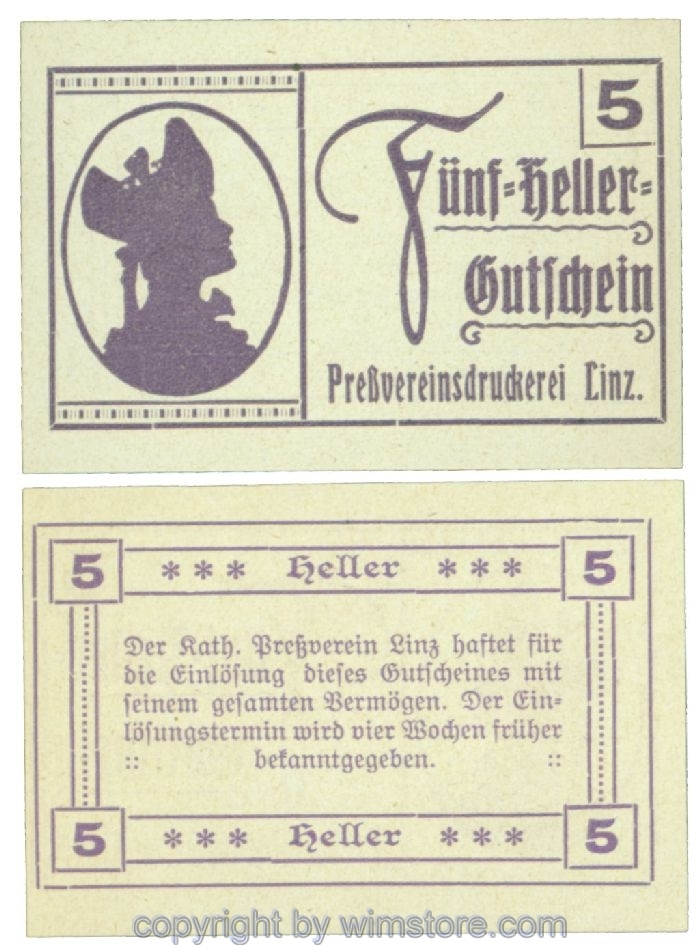 5
Fünf-Heller-
Gutschein
Preßvereinsdruckerei Linz.
5 *** Heller *** 5
Der Kath. Preßverein Linz haftet für
die Einlösung dieses Gutscheines mit
seinem gesamten Vermögen. Der Ein-
lösungstermin wird vier Wochen früher
:: bekanntgegeben. ::
5 *** Heller *** 5
copyright by wimstore.com